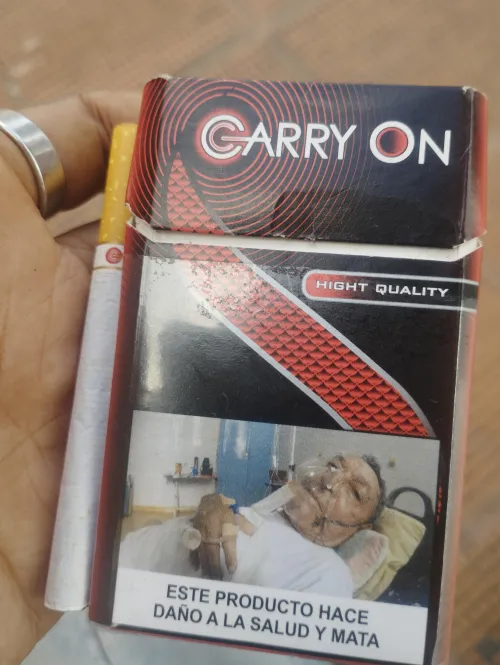 CARRY ON
HIGHT QUALITY
ESTE PRODUCTO HACE
DAÑO A LA SALUD Y MATA